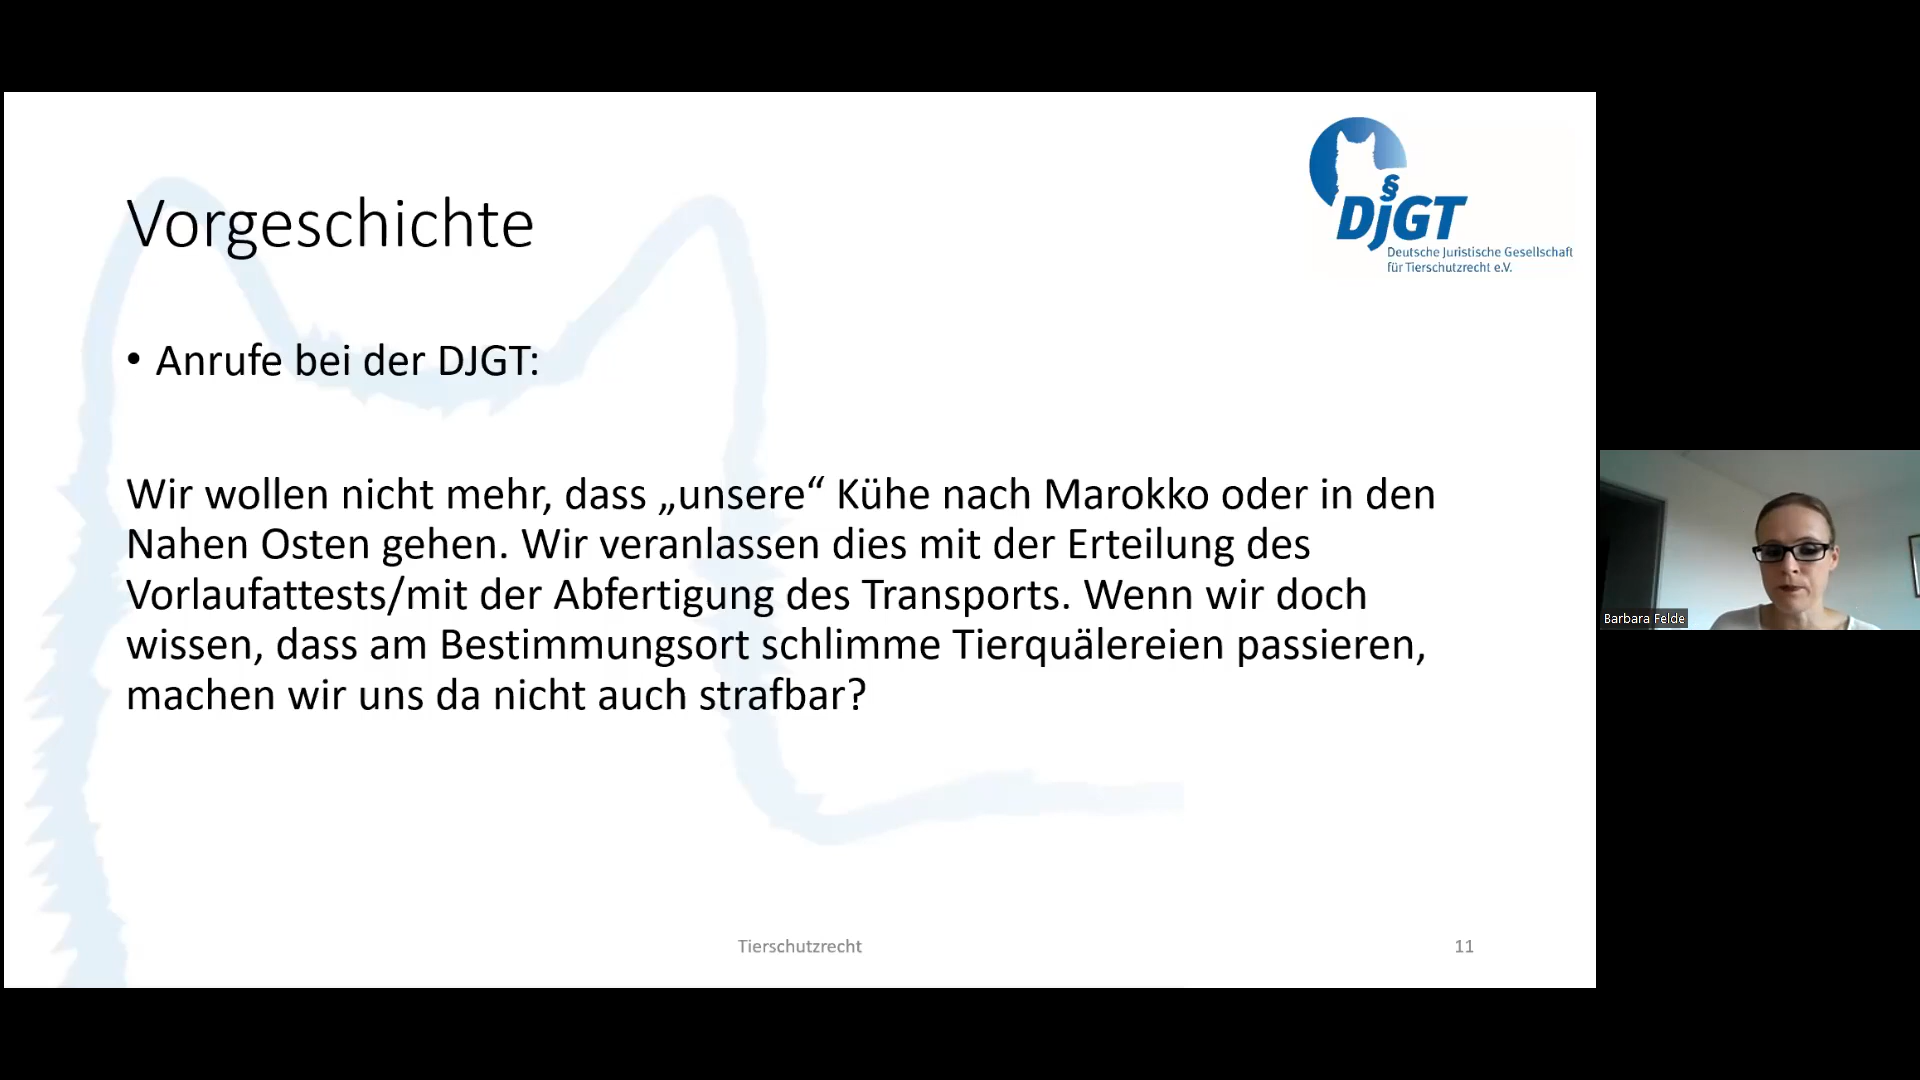 §
DJGT
Deutsche Juristische Gesellschaft
für Tierschutzrecht e.V.
Vorgeschichte
• Anrufe bei der DJGT:
Wir wollen nicht mehr, dass „unsere“ Kühe nach Marokko oder in den
Nahen Osten gehen. Wir veranlassen dies mit der Erteilung des
Vorlaufattests/mit der Abfertigung des Transports. Wenn wir doch
wissen, dass am Bestimmungsort schlimme Tierquälereien passieren,
machen wir uns da nicht auch strafbar?
Barbara Felde
Tierschutzrecht
11